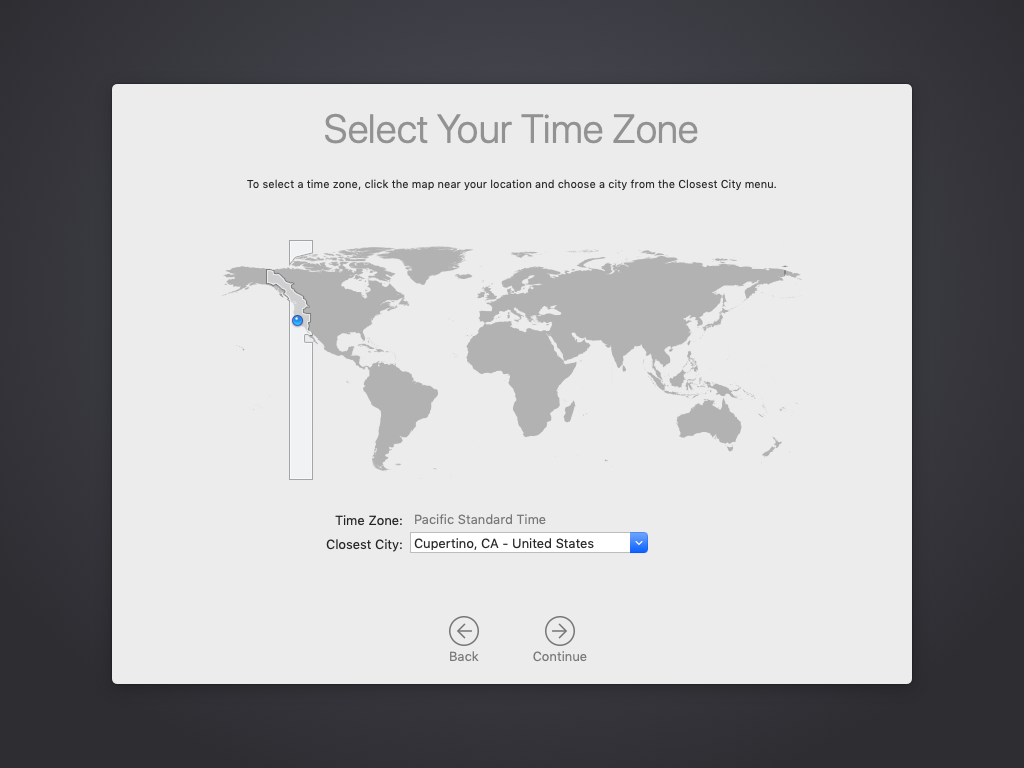 Select Your Time Zone
To select a time zone, click the map near your location and choose a city from the Closest City menu.
Time Zone: Pacific Standard Time
Closest City: Cupertino, CA - United States
Back Continue